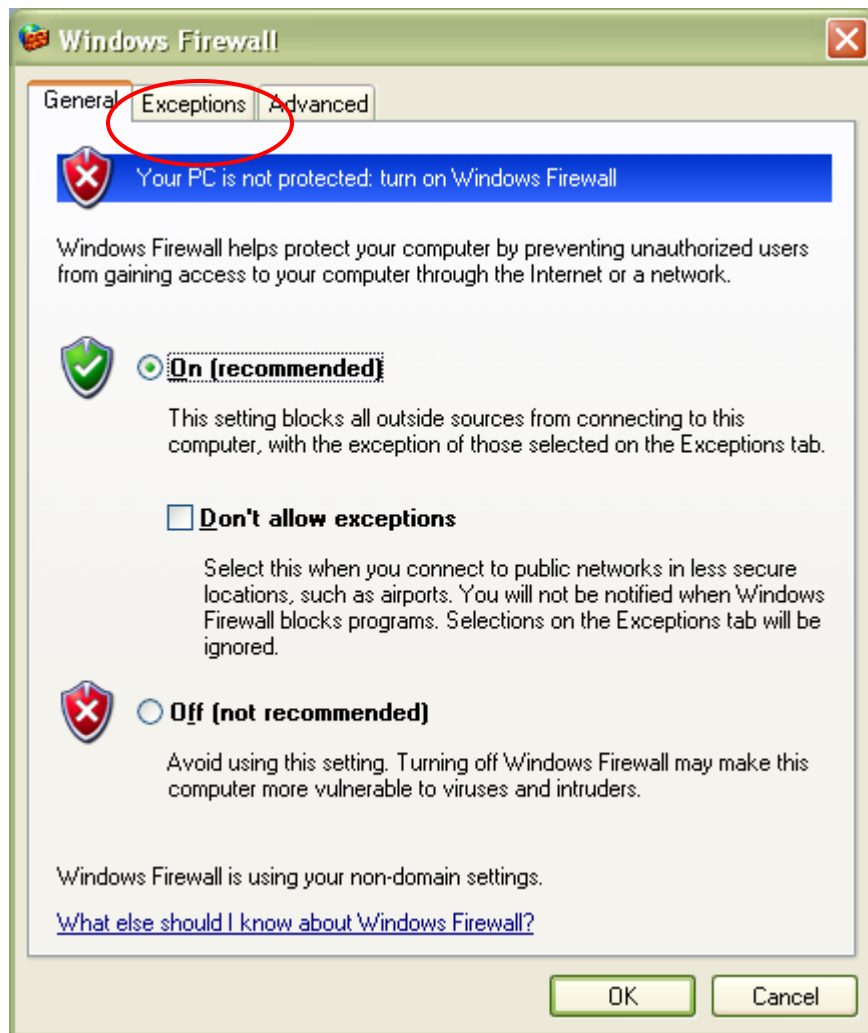 Windows Firewall
General Exceptions Advanced
Your PC is not protected: turn on Windows Firewall
Windows Firewall helps protect your computer by preventing unauthorized users
from gaining access to your computer through the Internet or a network.
On (recommended)
This setting blocks all outside sources from connecting to this
computer, with the exception of those selected on the Exceptions tab.
Don't allow exceptions
Select this when you connect to public networks in less secure
locations, such as airports. You will not be notified when Windows
Firewall blocks programs. Selections on the Exceptions tab will be
ignored.
Off (not recommended)
Avoid using this setting. Turning off Windows Firewall may make this
computer more vulnerable to viruses and intruders.
Windows Firewall is using your non-domain settings.
What else should I know about Windows Firewall?
OK Cancel